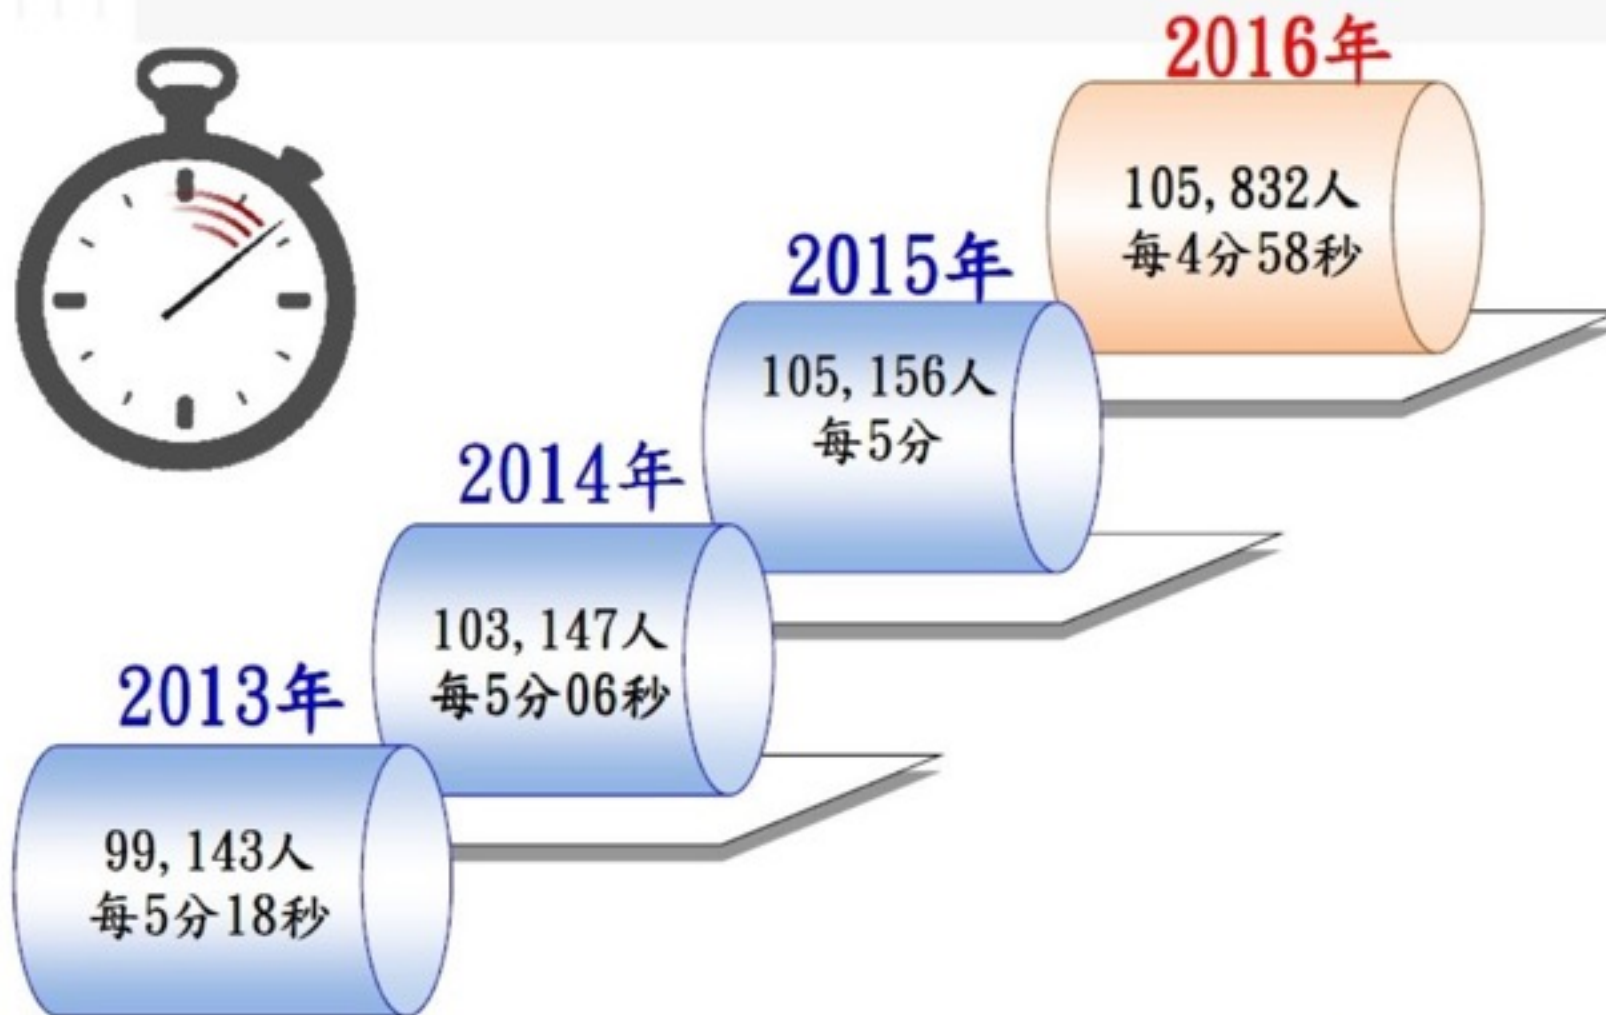 2016年
105,832人
每4分58秒
2015年
105,156人
每5分
2014年
103,147人
每5分06秒
2013年
99,143人
每5分18秒